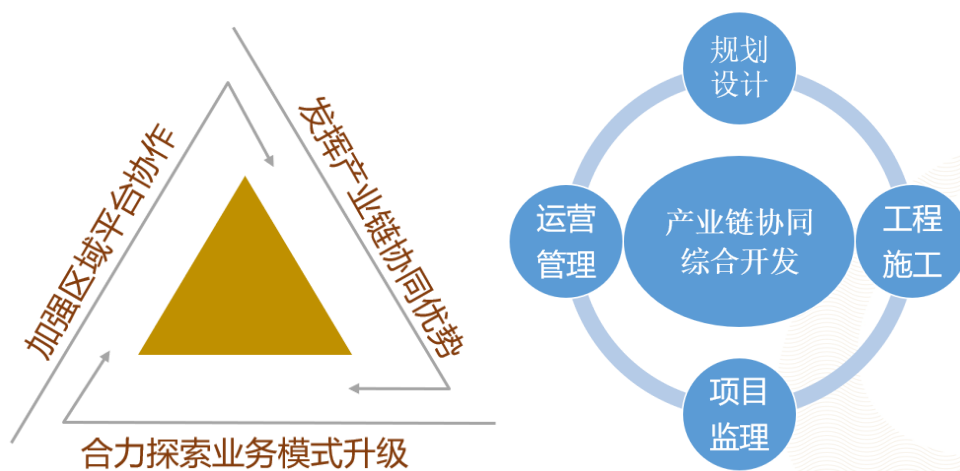 加强区域平台协作
发挥产业链协同优势
合力探索业务模式升级
规划
设计
运营
管理
产业链协同
综合开发
工程
施工
项目
监理